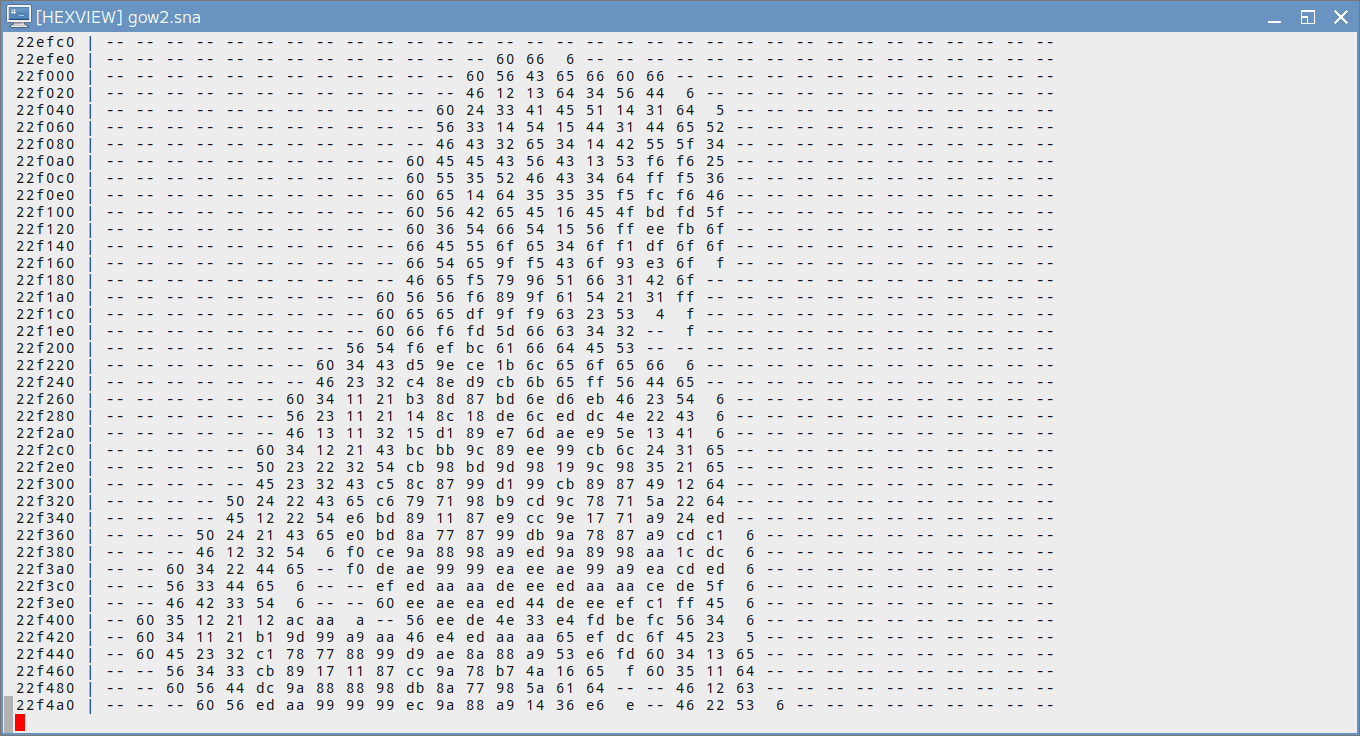 [HEXVIEW] gow2.sna
22efc0 | -- -- -- -- -- -- -- -- -- -- -- -- -- -- -- -- -- -- -- -- -- -- -- -- -- -- -- -- -- -- -- --
22efe0 | -- -- -- -- -- -- -- -- -- -- -- -- -- 60 66  6 -- -- -- -- -- -- -- -- -- -- -- -- -- -- -- --
22f000 | -- -- -- -- -- -- -- -- -- -- -- -- 60 56 43 65 66 60 66 -- -- -- -- -- -- -- -- -- -- -- -- --
22f020 | -- -- -- -- -- -- -- -- -- -- -- -- 46 12 13 64 34 56 44  6 -- -- -- -- -- -- -- -- -- -- -- --
22f040 | -- -- -- -- -- -- -- -- -- -- -- 60 24 33 41 45 51 14 31 64  5 -- -- -- -- -- -- -- -- -- -- --
22f060 | -- -- -- -- -- -- -- -- -- -- -- 56 33 14 54 15 44 31 44 65 52 -- -- -- -- -- -- -- -- -- -- --
22f080 | -- -- -- -- -- -- -- -- -- -- -- 46 43 32 65 34 14 42 55 5f 34 -- -- -- -- -- -- -- -- -- -- --
22f0a0 | -- -- -- -- -- -- -- -- -- -- 60 45 45 43 56 43 13 53 f6 f6 25 -- -- -- -- -- -- -- -- -- -- --
22f0c0 | -- -- -- -- -- -- -- -- -- -- 60 55 35 52 46 43 34 64 ff f5 36 -- -- -- -- -- -- -- -- -- -- --
22f0e0 | -- -- -- -- -- -- -- -- -- -- 60 65 14 64 35 35 35 f5 fc f6 46 -- -- -- -- -- -- -- -- -- -- --
22f100 | -- -- -- -- -- -- -- -- -- -- 60 56 42 65 45 16 45 4f bd fd 5f -- -- -- -- -- -- -- -- -- -- --
22f120 | -- -- -- -- -- -- -- -- -- -- 60 36 54 66 54 15 56 ff ee fb 6f -- -- -- -- -- -- -- -- -- -- --
22f140 | -- -- -- -- -- -- -- -- -- -- 66 45 55 6f 65 34 6f f1 df 6f 6f -- -- -- -- -- -- -- -- -- -- --
22f160 | -- -- -- -- -- -- -- -- -- -- 66 54 65 9f f5 43 6f 93 e3 6f  f -- -- -- -- -- -- -- -- -- -- --
22f180 | -- -- -- -- -- -- -- -- -- -- 46 65 f5 79 96 51 66 31 42 6f -- -- -- -- -- -- -- -- -- -- -- --
22f1a0 | -- -- -- -- -- -- -- -- -- 60 56 56 f6 89 9f 61 54 21 31 ff -- -- -- -- -- -- -- -- -- -- -- --
22f1c0 | -- -- -- -- -- -- -- -- -- 60 65 65 df 9f f9 63 23 53  4  f -- -- -- -- -- -- -- -- -- -- -- --
22f1e0 | -- -- -- -- -- -- -- -- -- 60 66 f6 fd 5d 66 63 34 32 --  f -- -- -- -- -- -- -- -- -- -- -- --
22f200 | -- -- -- -- -- -- -- -- 56 54 f6 ef bc 61 66 64 45 53 -- -- -- -- -- -- -- -- -- -- -- -- -- --
22f220 | -- -- -- -- -- -- -- 60 34 43 d5 9e ce 1b 6c 65 6f 65 66  6 -- -- -- -- -- -- -- -- -- -- -- --
22f240 | -- -- -- -- -- -- -- 46 23 32 c4 8e d9 cb 6b 65 ff 56 44 65 -- -- -- -- -- -- -- -- -- -- -- --
22f260 | -- -- -- -- -- -- 60 34 11 21 b3 8d 87 bd 6e d6 eb 46 23 54  6 -- -- -- -- -- -- -- -- -- -- --
22f280 | -- -- -- -- -- -- 56 23 11 21 14 8c 18 de 6c ed dc 4e 22 43  6 -- -- -- -- -- -- -- -- -- -- --
22f2a0 | -- -- -- -- -- -- 46 13 11 32 15 d1 89 e7 6d ae e9 5e 13 41  6 -- -- -- -- -- -- -- -- -- -- --
22f2c0 | -- -- -- -- -- 60 34 12 21 43 bc bb 9c 89 ee 99 cb 6c 24 31 65 -- -- -- -- -- -- -- -- -- -- --
22f2e0 | -- -- -- -- -- 50 23 22 32 54 cb 98 bd 9d 98 19 9c 98 35 21 65 -- -- -- -- -- -- -- -- -- -- --
22f300 | -- -- -- -- -- 45 23 32 43 c5 8c 87 99 d1 99 cb 89 87 49 12 64 -- -- -- -- -- -- -- -- -- -- --
22f320 | -- -- -- -- 50 24 22 43 65 c6 79 71 98 b9 cd 9c 78 71 5a 22 64 -- -- -- -- -- -- -- -- -- -- --
22f340 | -- -- -- -- 45 12 22 54 e6 bd 89 11 87 e9 cc 9e 17 71 a9 24 ed -- -- -- -- -- -- -- -- -- -- --
22f360 | -- -- -- 50 24 21 43 65 e0 bd 8a 77 87 99 db 9a 78 87 a9 cd c1  6 -- -- -- -- -- -- -- -- -- --
22f380 | -- -- -- 46 12 32 54  6 f0 ce 9a 88 98 a9 ed 9a 89 98 aa 1c dc  6 -- -- -- -- -- -- -- -- -- --
22f3a0 | -- -- 60 34 22 44 65 -- f0 de ae 99 99 ea ee ae 99 a9 ea cd ed  6 -- -- -- -- -- -- -- -- -- --
22f3c0 | -- -- 56 33 44 65  6 -- -- ef ed aa aa de ee ed aa aa ce de 5f  6 -- -- -- -- -- -- -- -- -- --
22f3e0 | -- -- 46 42 33 54  6 -- -- 60 ee ae ea ed 44 de ee ef c1 ff 45  6 -- -- -- -- -- -- -- -- -- --
22f400 | -- 60 35 12 21 12 ac aa  a -- 56 ee de 4e 33 e4 fd be fc 56 34  6 -- -- -- -- -- -- -- -- -- --
22f420 | -- 60 34 11 21 b1 9d 99 a9 aa 46 e4 ed aa aa 65 ef dc 6f 45 23  5 -- -- -- -- -- -- -- -- -- --
22f440 | -- 60 45 23 32 c1 78 77 88 99 d9 ae 8a 88 a9 53 e6 fd 60 34 13 65 -- -- -- -- -- -- -- -- -- --
22f460 | -- -- 56 34 33 cb 89 17 11 87 cc 9a 78 b7 4a 16 65  f 60 35 11 64 -- -- -- -- -- -- -- -- -- --
22f480 | -- -- 60 56 44 dc 9a 88 88 98 db 8a 77 98 5a 61 64 -- -- 46 12 63 -- -- -- -- -- -- -- -- -- --
22f4a0 | -- -- -- 60 56 ed aa 99 99 99 ec 9a 88 a9 14 36 e6  e -- 46 22 53  6 -- -- -- -- -- -- -- -- --